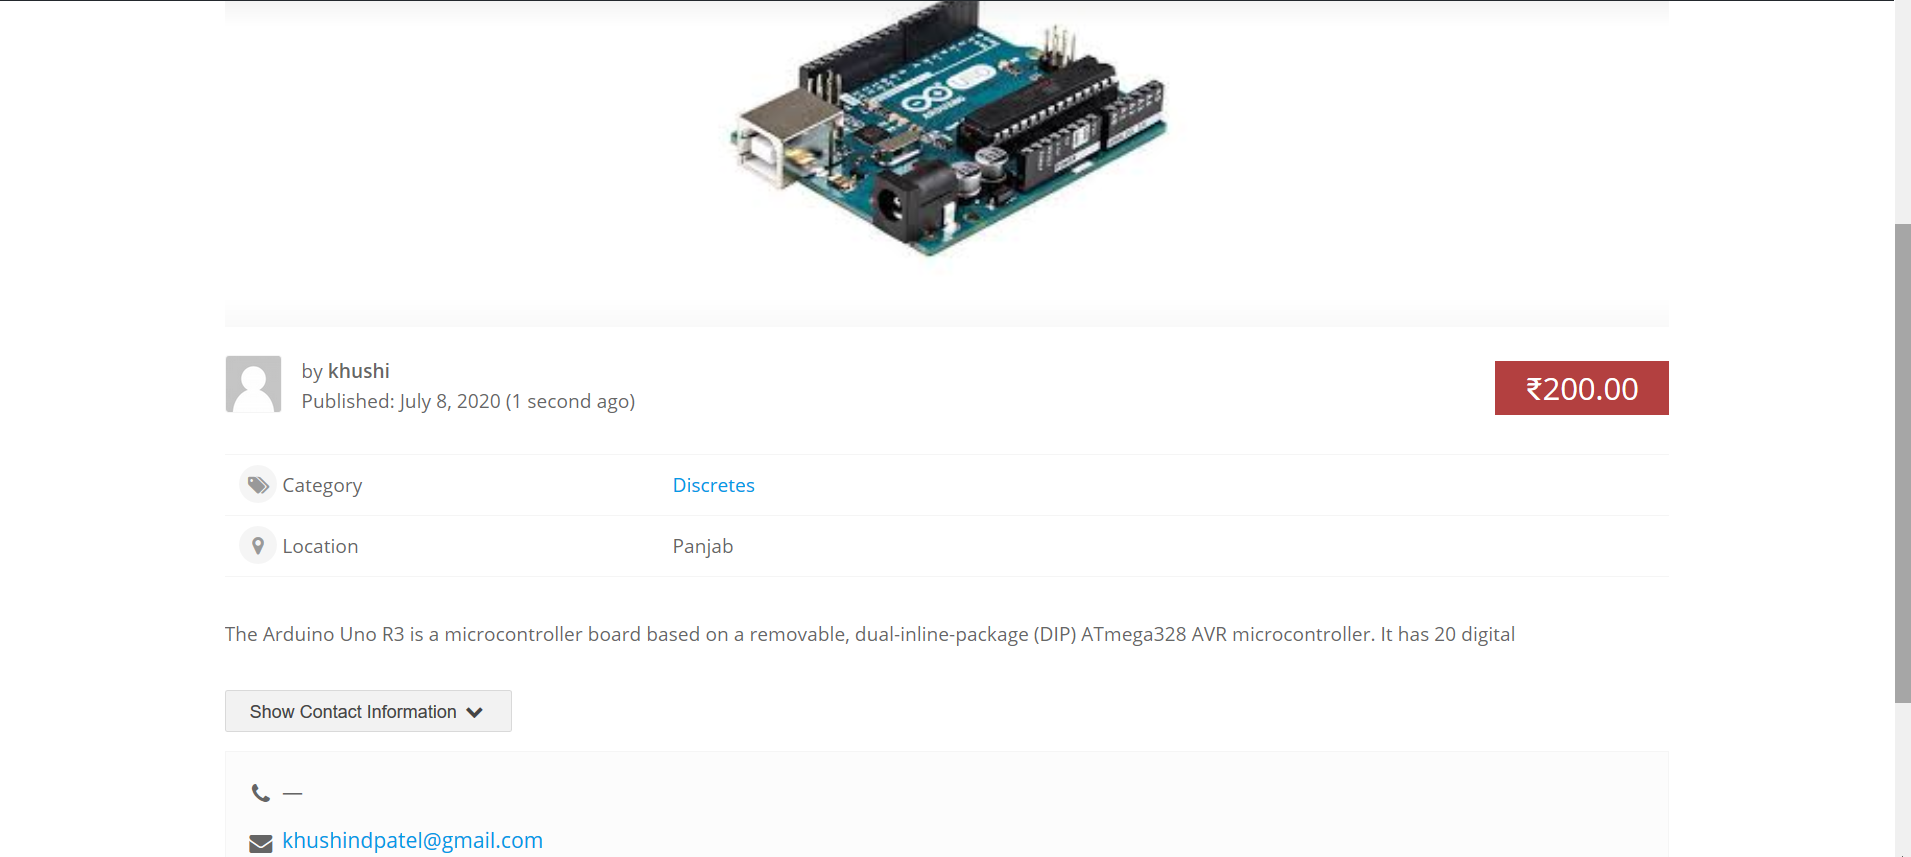 UNO
ARDUINO
by khushi
Published: July 8, 2020 (1 second ago)
₹200.00
Category Discretes
Location Panjab
The Arduino Uno R3 is a microcontroller board based on a removable, dual-inline-package (DIP) ATmega328 AVR microcontroller. It has 20 digital
Show Contact Information
—
khushindpatel@gmail.com